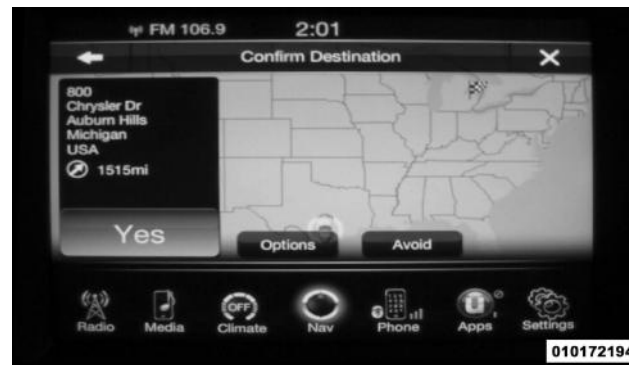 FM 106.9 2:01
Confirm Destination
800
Chrysler Dr
Auburn Hills
Michigan
USA
1515mi
Yes
Options Avoid
OFF
Radio Media Climate Nav Phone Apps Settings
010172194